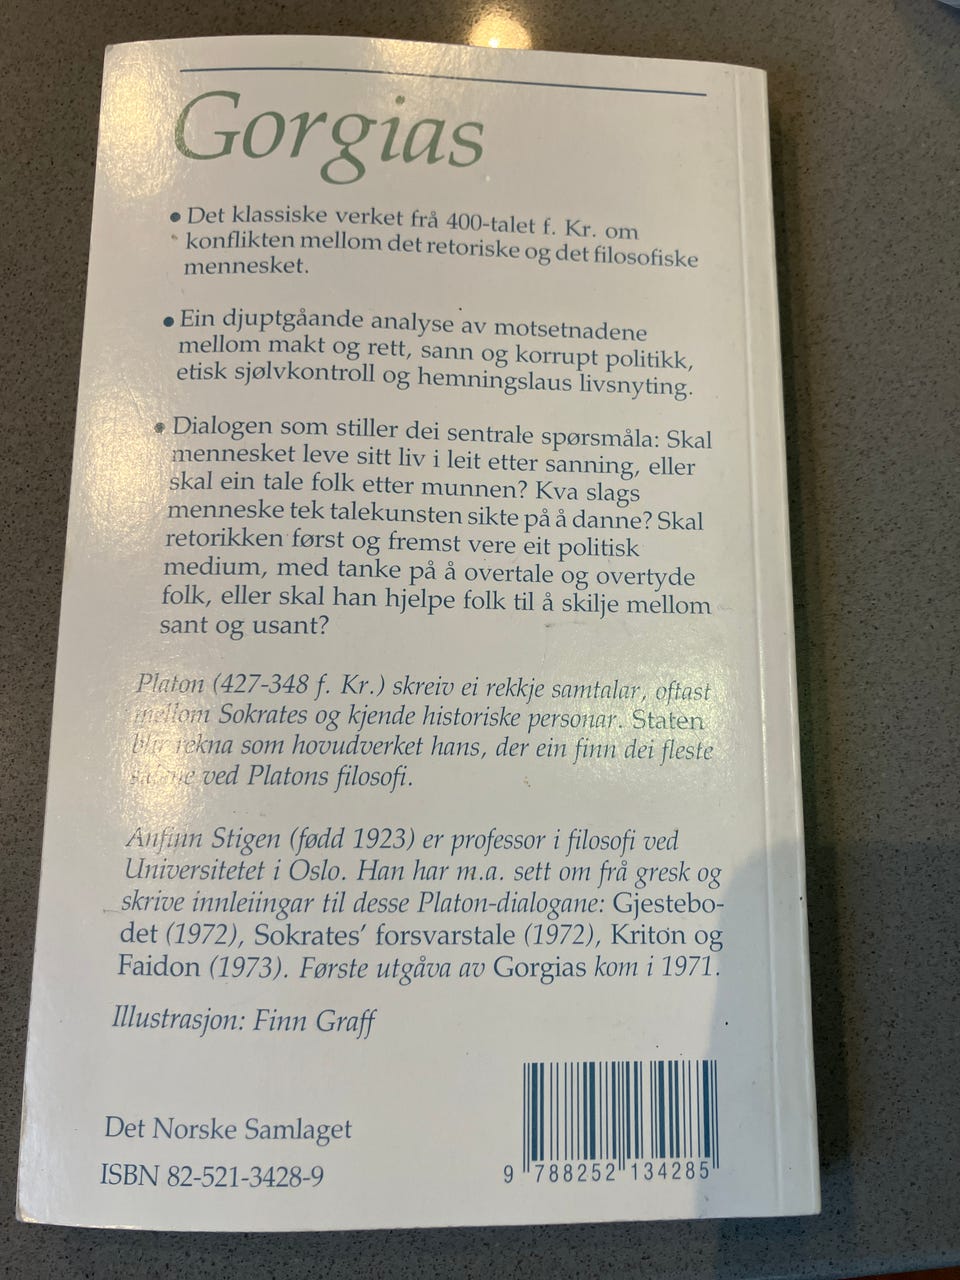 Gorgias
• Det klassiske verket frå 400-talet f. Kr. om
konflikten mellom det retoriske og det filosofiske
mennesket.
• Ein djuptgåande analyse av motsetnadene
mellom makt og rett, sann og korrupt politikk,
etisk sjølvkontroll og hemningslaus livsnyting.
• Dialogen som stiller dei sentrale spørsmåla: Skal
mennesket leve sitt liv i leit etter sanning, eller
skal ein tale folk etter munnen? Kva slags
menneske tek talekunsten sikte på å danne? Skal
retorikken først og fremst vere eit politisk
medium, med tanke på å overtale og overtyde
folk, eller skal han hjelpe folk til å skilje mellom
sant og usant?
Platon (427-348 f. Kr.) skreiv ei rekkje samtalar, oftast
mellom Sokrates og kjende historiske personar. Staten
blir rekna som hovudverket hans, der ein finn dei fleste
ved Platons filosofi.
Anfinn Stigen (fødd 1923) er professor i filosofi ved
Universitetet i Oslo. Han har m.a. sett om frå gresk og
skrive innleiingar til desse Platon-dialogane: Gjestebo-
det (1972), Sokrates' forsvarstale (1972), Kriton og
Faidon (1973). Første utgåva av Gorgias kom i 1971.
Illustrasjon: Finn Graff
Det Norske Samlaget
ISBN 82-521-3428-9
9 788252 134285